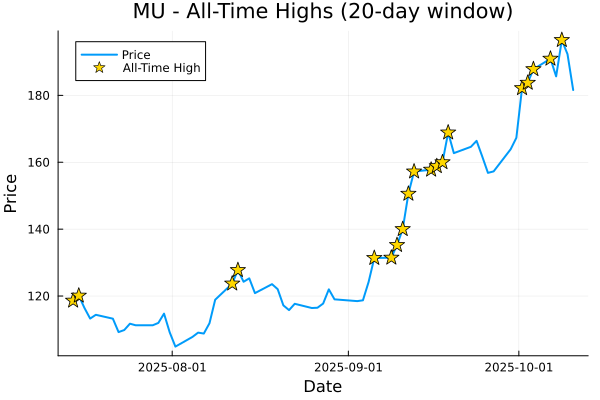 MU - All-Time Highs (20-day window)
Price
All-Time High
180
160
140
120
Price
2025-08-01
2025-09-01
2025-10-01
Date